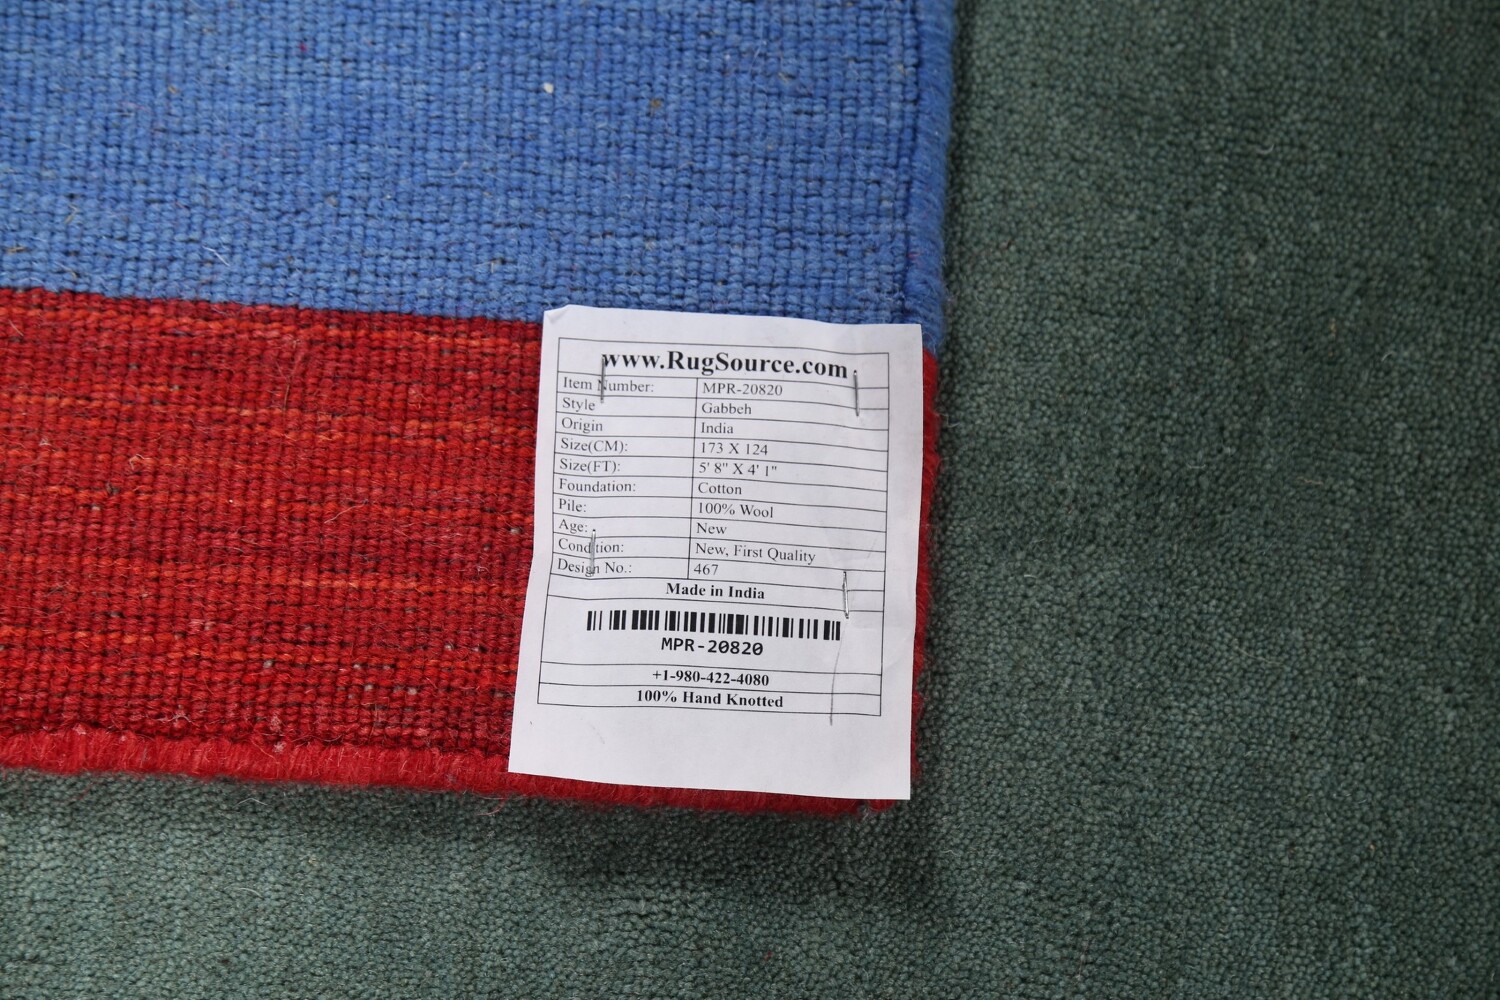 www.RugSource.com
Item Number: MPR-20820
Style Gabbeh
Origin India
Size(CM): 173 X 124
Size(FT): 5' 8" X 4' 1"
Foundation: Cotton
Pile: 100% Wool
Age: New
Condition: New, First Quality
Design No.: 467
Made in India
MPR-20820
+1-980-422-4080
100% Hand Knotted